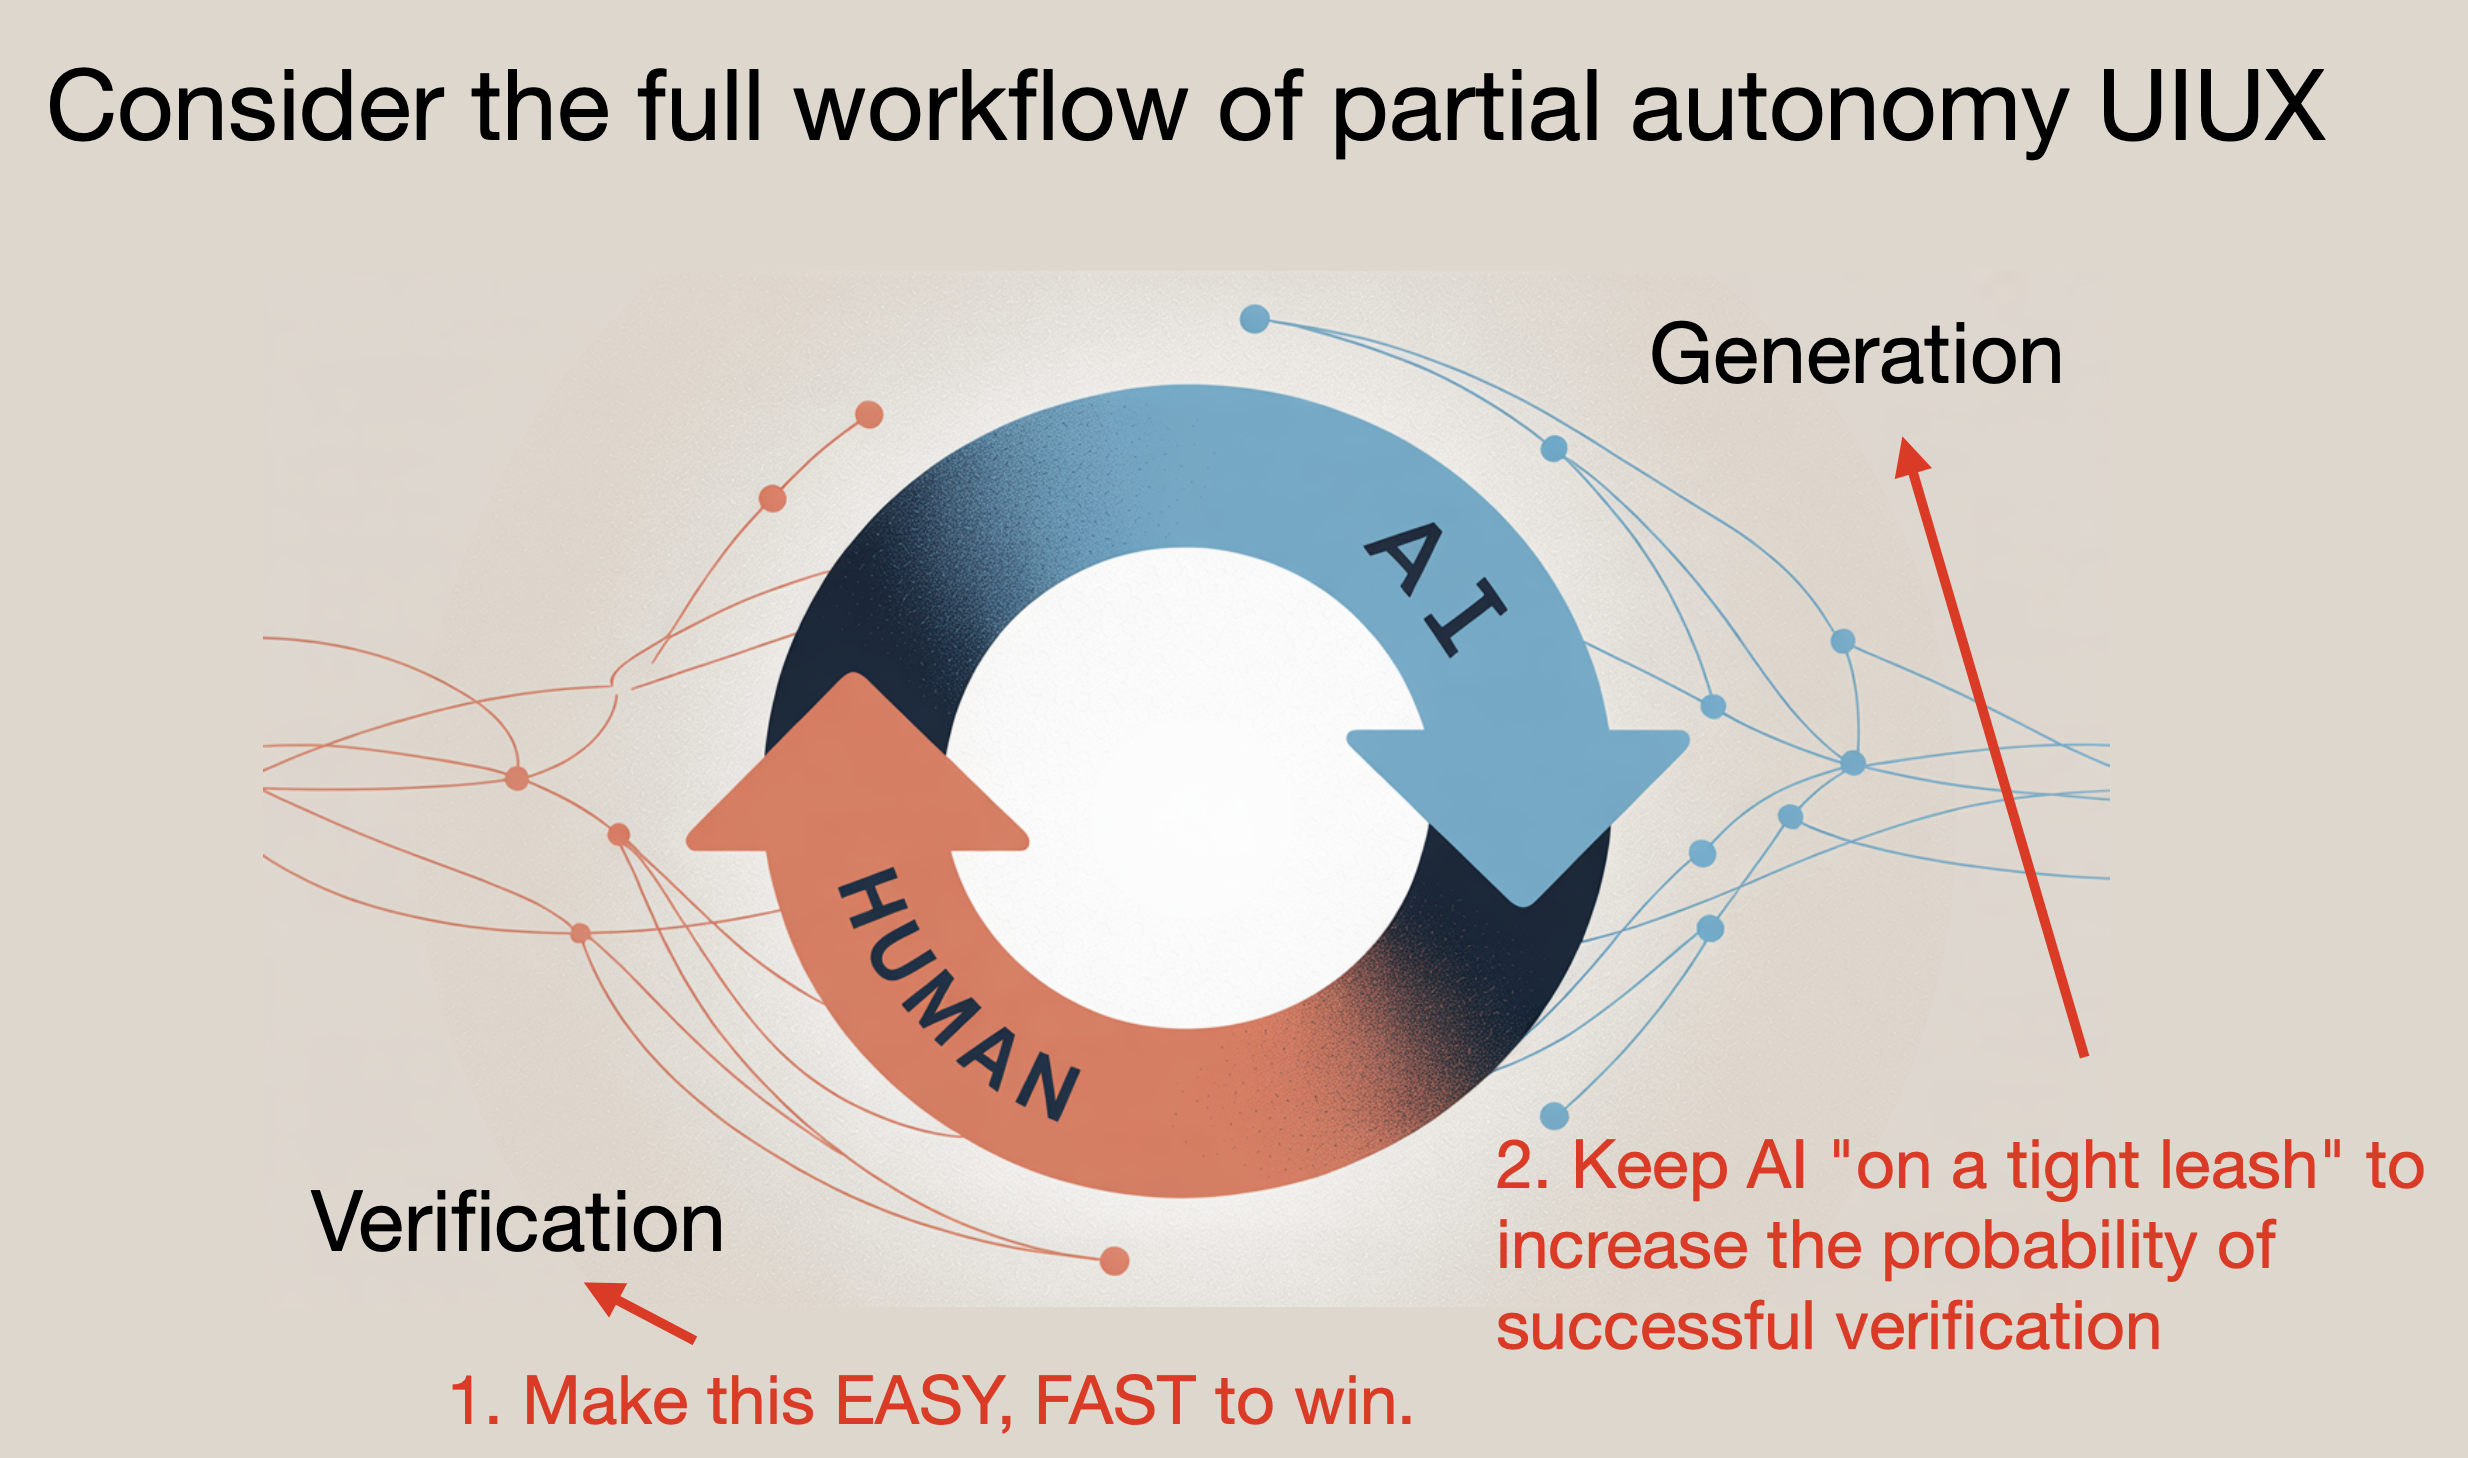 Consider the full workflow of partial autonomy UIUX
Generation
AI
HUMAN
Verification
1. Make this EASY, FAST to win.
2. Keep AI "on a tight leash" to
increase the probability of
successful verification